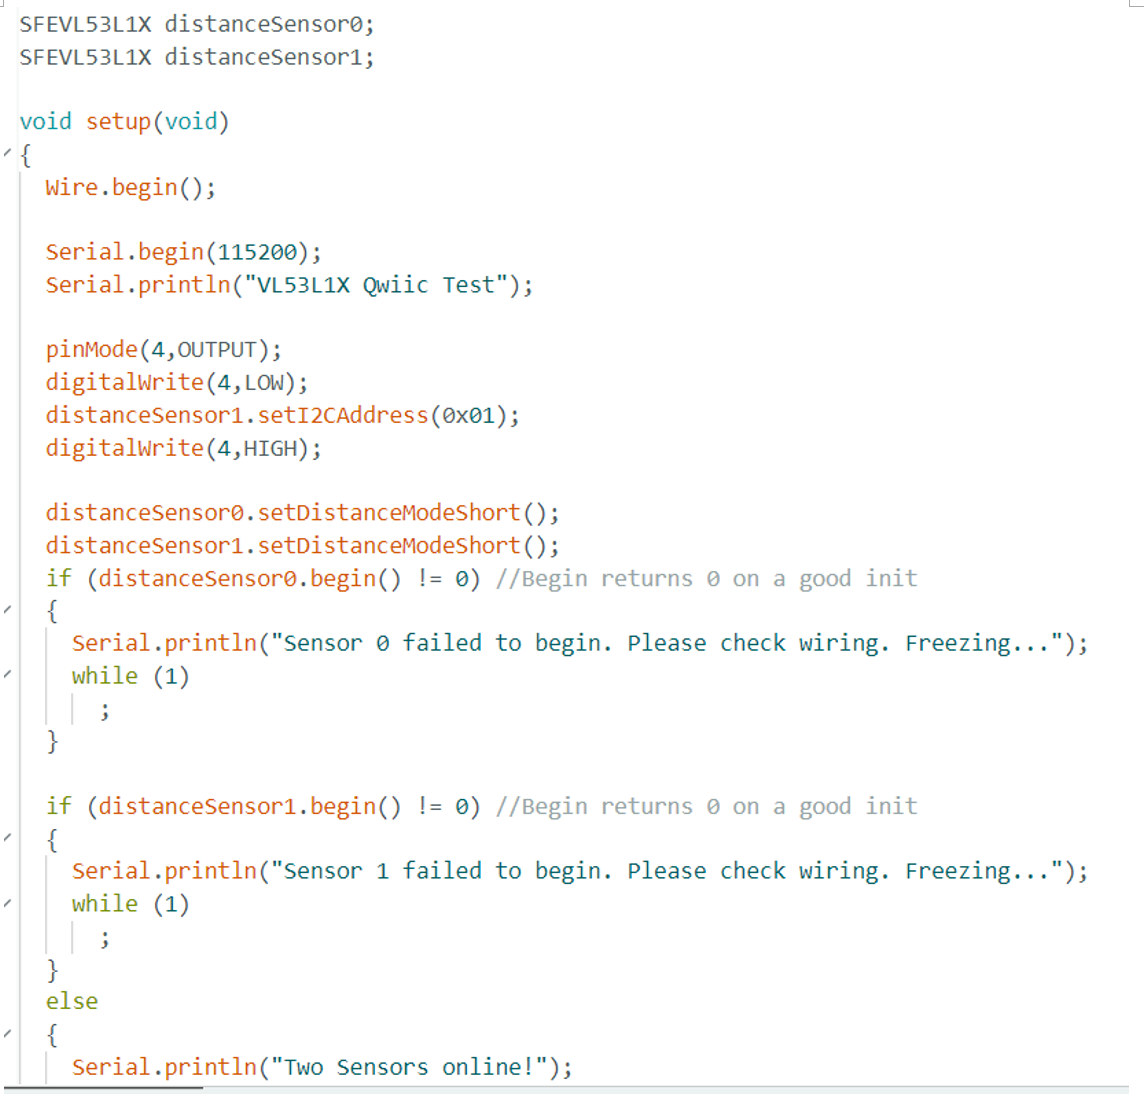 SFEVL53L1X distanceSensor0;
SFEVL53L1X distanceSensor1;

void setup(void)
{
  Wire.begin();

  Serial.begin(115200);
  Serial.println("VL53L1X Qwiic Test");

  pinMode(4,OUTPUT);
  digitalWrite(4,LOW);
  distanceSensor1.setI2CAddress(0x01);
  digitalWrite(4,HIGH);

  distanceSensor0.setDistanceModeShort();
  distanceSensor1.setDistanceModeShort();
  if (distanceSensor0.begin() != 0) //Begin returns 0 on a good init
  {
    Serial.println("Sensor 0 failed to begin. Please check wiring. Freezing...");
    while (1)
      ;
  }

  if (distanceSensor1.begin() != 0) //Begin returns 0 on a good init
  {
    Serial.println("Sensor 1 failed to begin. Please check wiring. Freezing...");
    while (1)
      ;
  }
  else
  {
    Serial.println("Two Sensors online!");